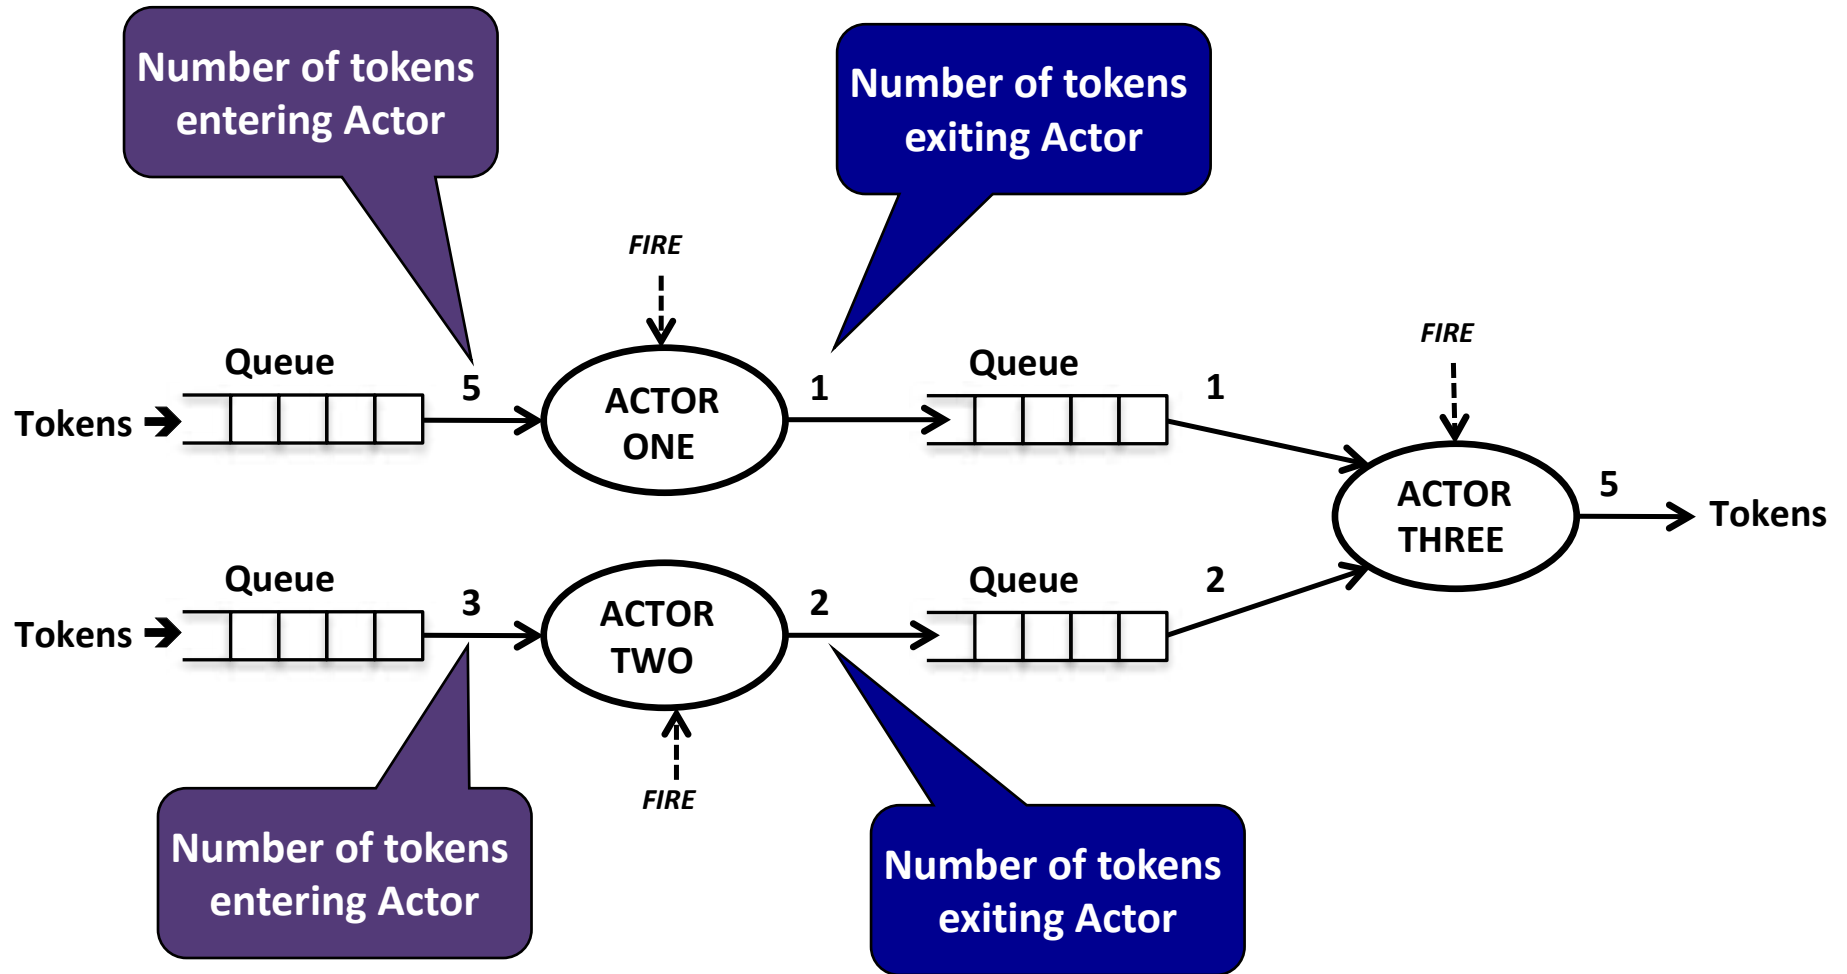 Number of tokens
entering Actor
Number of tokens
exiting Actor
FIRE
FIRE
Queue
5
1
Queue
1
Tokens
ACTOR
ONE
ACTOR
THREE
5
Tokens
Queue
3
2
Queue
2
Tokens
ACTOR
TWO
FIRE
Number of tokens
entering Actor
Number of tokens
exiting Actor